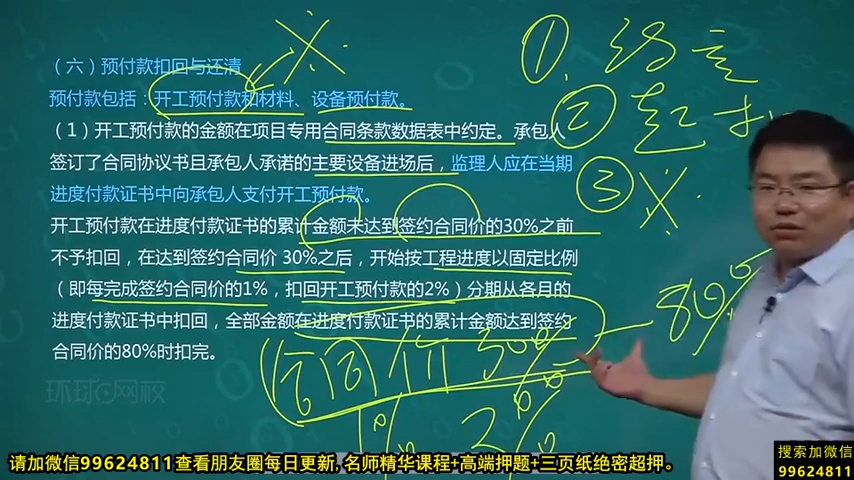 （六）预付款扣回与还清
预付款包括：开工预付款和材料、设备预付款。
（1）开工预付款的金额在项目专用合同条款数据表中约定。承包人
签订了合同协议书且承包人承诺的主要设备进场后，监理人应在当期
进度付款证书中向承包人支付开工预付款。
开工预付款在进度付款证书的累计金额未达到签约合同价的30%之前
不予扣回，在达到签约合同价 30%之后，开始按工程进度以固定比例
（即每完成签约合同价的1%，扣回开工预付款的2%）分期从各月的
进度付款证书中扣回，全部金额在进度付款证书的累计金额达到签约
合同价的80%时扣完。
① 约定
② 起扣
③
80%
合同价 30%
1% 2%
环球网校
请加微信99624811查看朋友圈每日更新,名师精华课程+高端押题+三页纸绝密超押。
搜索加微信
99624811